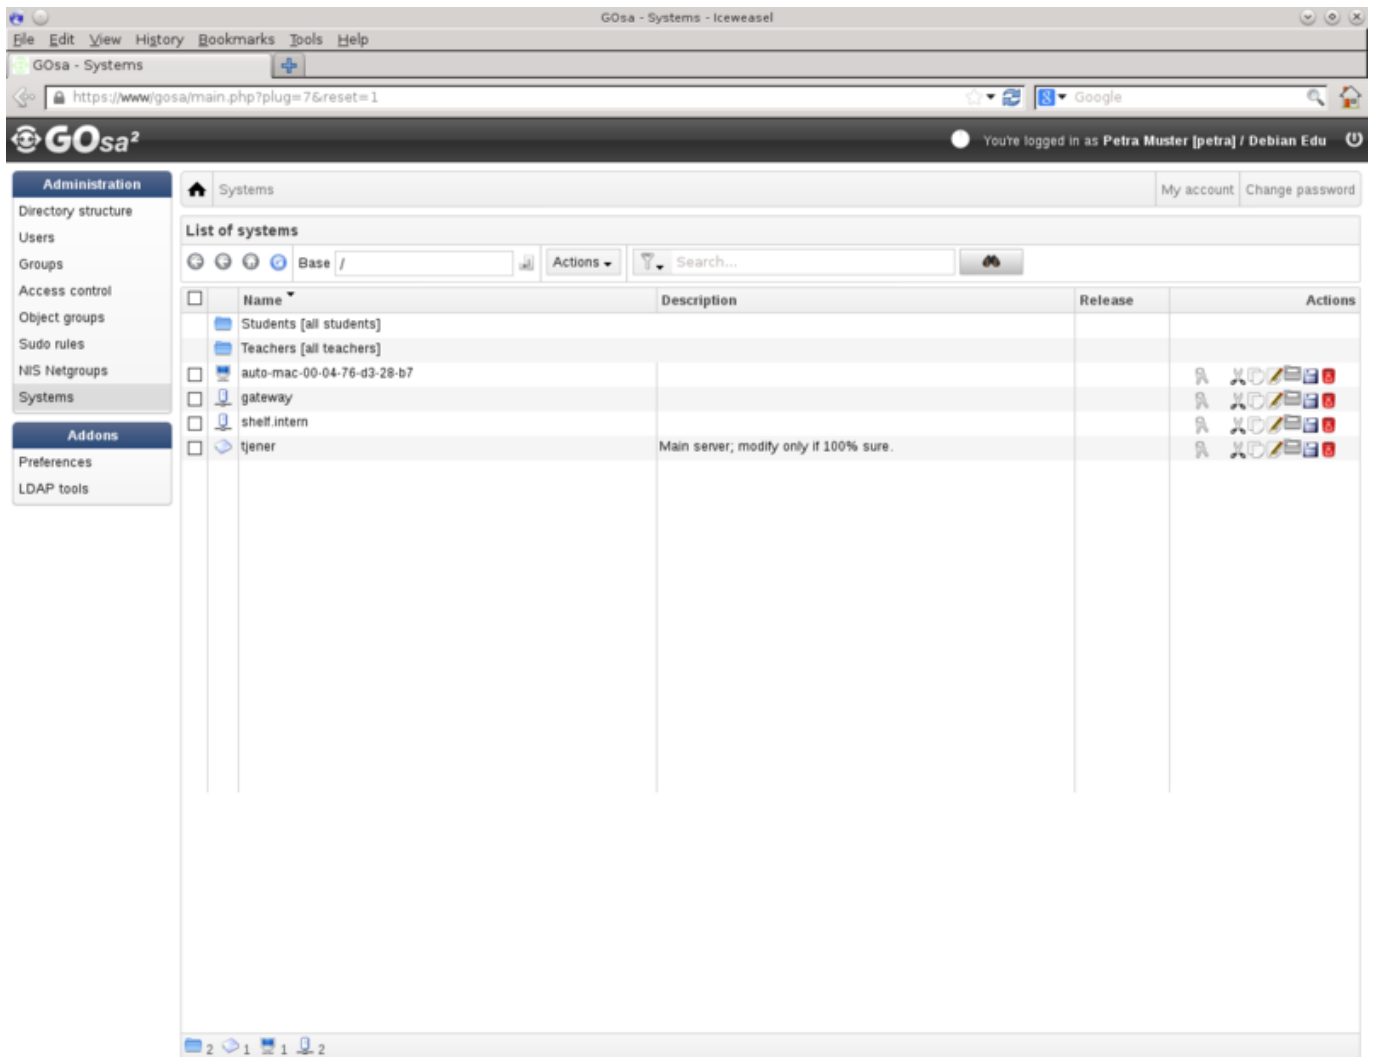 GOsa - Systems - Iceweasel
File Edit View History Bookmarks Tools Help
GOsa - Systems
https://www/gosa/main.php?plug=7&reset=1
Google
GOsa²
You're logged in as Petra Muster [petra] / Debian Edu
Administration
Directory structure
Users
Groups
Access control
Object groups
Sudo rules
NIS Netgroups
Systems
Addons
Preferences
LDAP tools
Systems
My account Change password
List of systems
Base / Actions Search...
Name Description Release Actions
Students [all students]
Teachers [all teachers]
auto-mac-00-04-76-d3-28-b7
gateway
shelf.intern
tjener Main server; modify only if 100% sure.
2 1 1 2